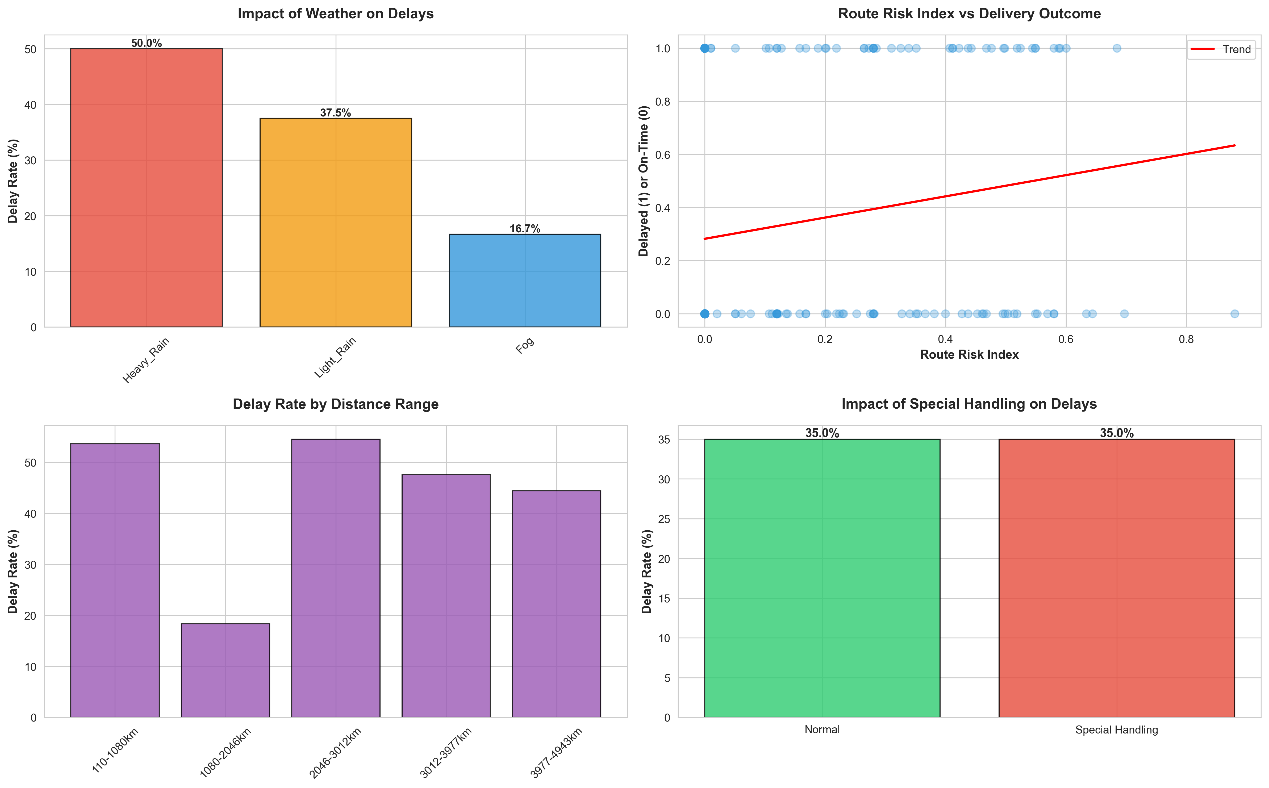 Impact of Weather on Delays
Delay Rate (%)
50
40
30
20
10
0
50.0%
37.5%
16.7%
Heavy_Rain
Light_Rain
Fog
Route Risk Index vs Delivery Outcome
Delayed (1) or On-Time (0)
1.0
0.8
0.6
0.4
0.2
0.0
Trend
0.0
0.2
0.4
0.6
0.8
Route Risk Index
Delay Rate by Distance Range
Delay Rate (%)
50
40
30
20
10
0
110-1080km
1080-2046km
2046-3012km
3012-3977km
3977-4943km
Impact of Special Handling on Delays
Delay Rate (%)
35
30
25
20
15
10
5
0
35.0%
35.0%
Normal
Special Handling